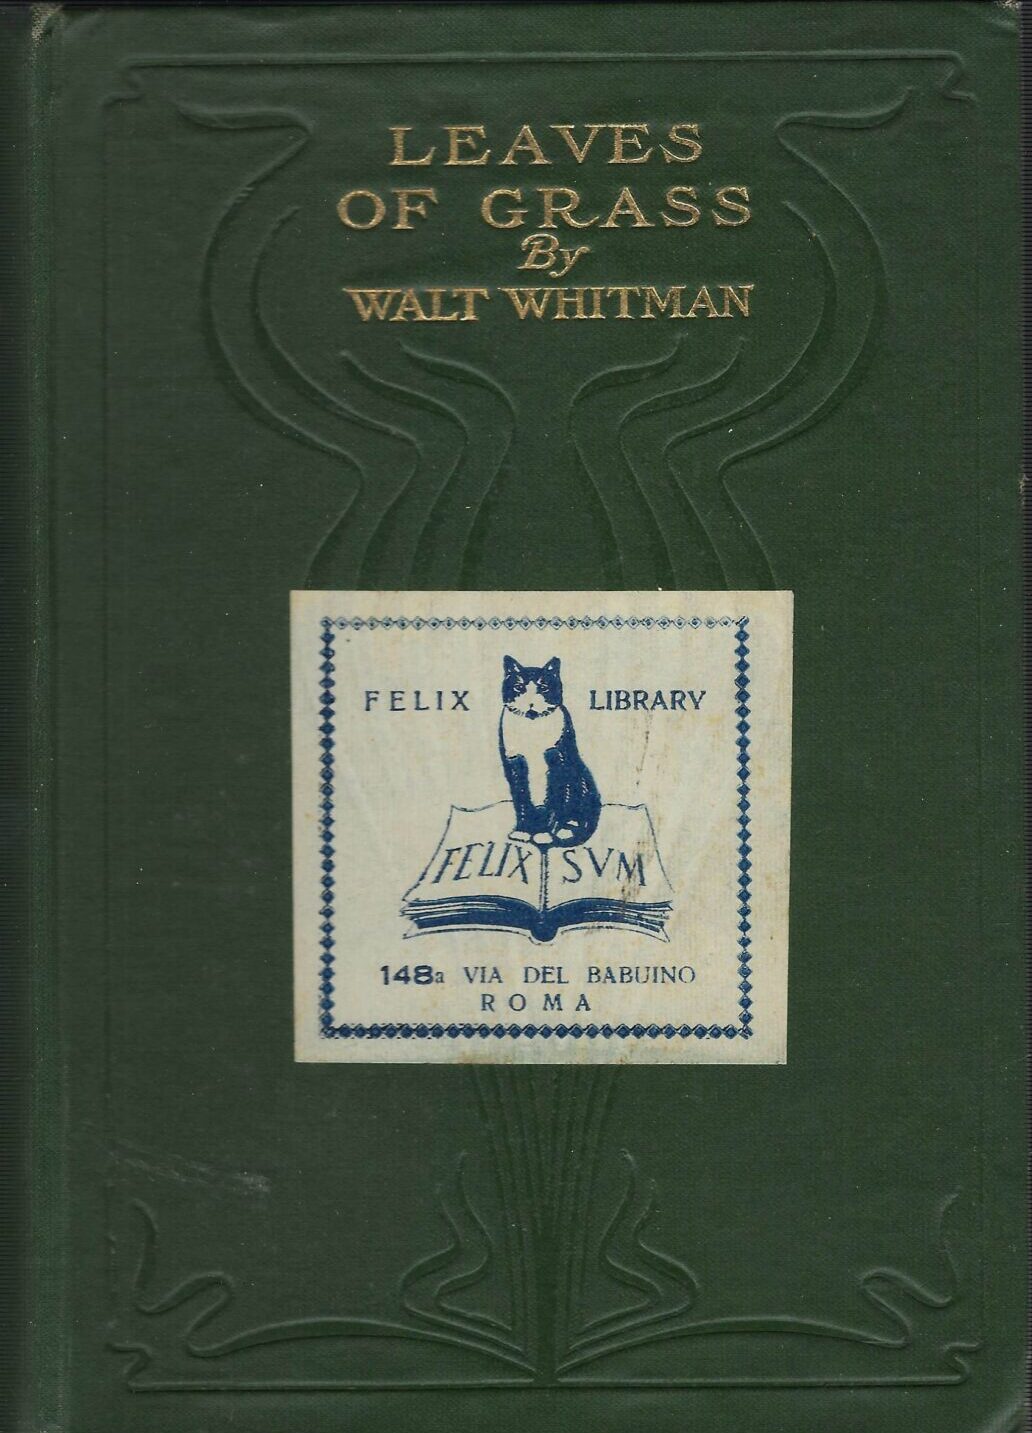 LEAVES
OF GRASS
By
WALT WHITMAN
FELIX LIBRARY
FELIX SVM
148a VIA DEL BABUINO
ROMA